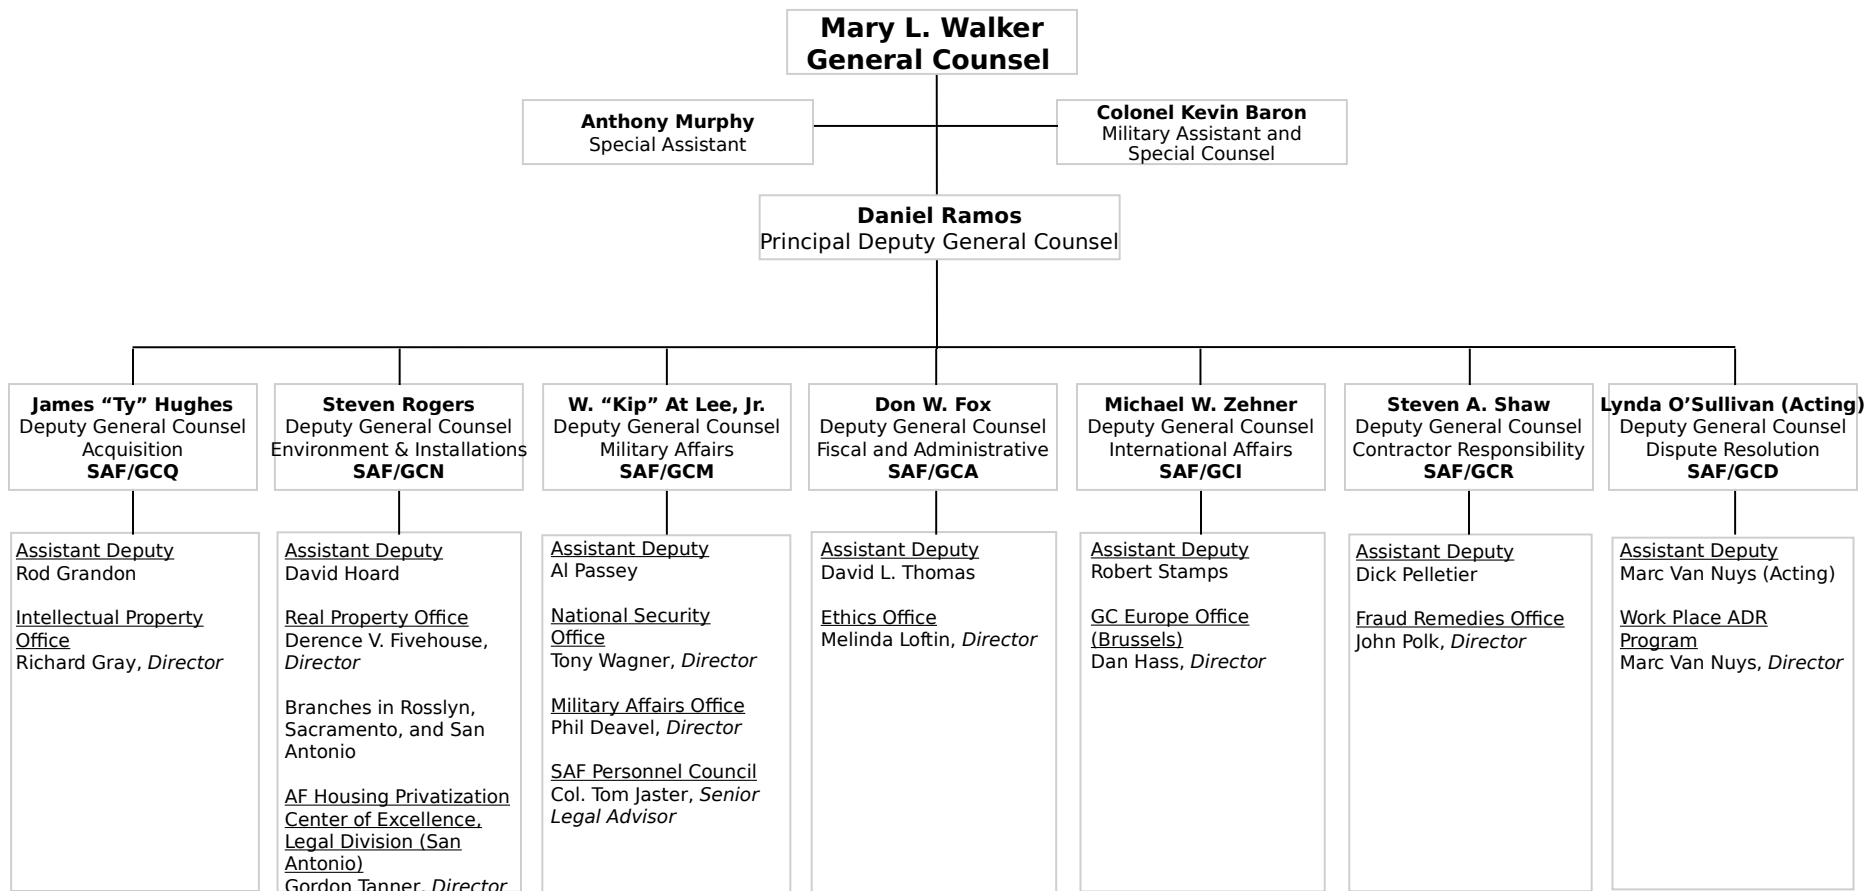 Mary L. Walker
General Counsel
Anthony Murphy
Special Assistant
Colonel Kevin Baron
Military Assistant and
Special Counsel
Daniel Ramos
Principal Deputy General Counsel
James “Ty” Hughes
Deputy General Counsel
Acquisition
SAF/GCQ
Steven Rogers
Deputy General Counsel
Environment & Installations
SAF/GCN
W. “Kip” At Lee, Jr.
Deputy General Counsel
Military Affairs
SAF/GCM
Don W. Fox
Deputy General Counsel
Fiscal and Administrative
SAF/GCA
Michael W. Zehner
Deputy General Counsel
International Affairs
SAF/GCI
Steven A. Shaw
Deputy General Counsel
Contractor Responsibility
SAF/GCR
Lynda O’Sullivan (Acting)
Deputy General Counsel
Dispute Resolution
SAF/GCD
Assistant Deputy
Rod Grandon
Intellectual Property
Office
Richard Gray, Director
Assistant Deputy
David Hoard
Real Property Office
Derence V. Fivehouse,
Director
Branches in Rosslyn,
Sacramento, and San
Antonio
AF Housing Privatization
Center of Excellence,
Legal Division (San
Antonio)
Gordon Tanner, Director
Assistant Deputy
Al Passey
National Security
Office
Tony Wagner, Director
Military Affairs Office
Phil Deavel, Director
SAF Personnel Council
Col. Tom Jaster, Senior
Legal Advisor
Assistant Deputy
David L. Thomas
Ethics Office
Melinda Loftin, Director
Assistant Deputy
Robert Stamps
GC Europe Office
(Brussels)
Dan Hass, Director
Assistant Deputy
Dick Pelletier
Fraud Remedies Office
John Polk, Director
Assistant Deputy
Marc Van Nuys (Acting)
Work Place ADR
Program
Marc Van Nuys, Director